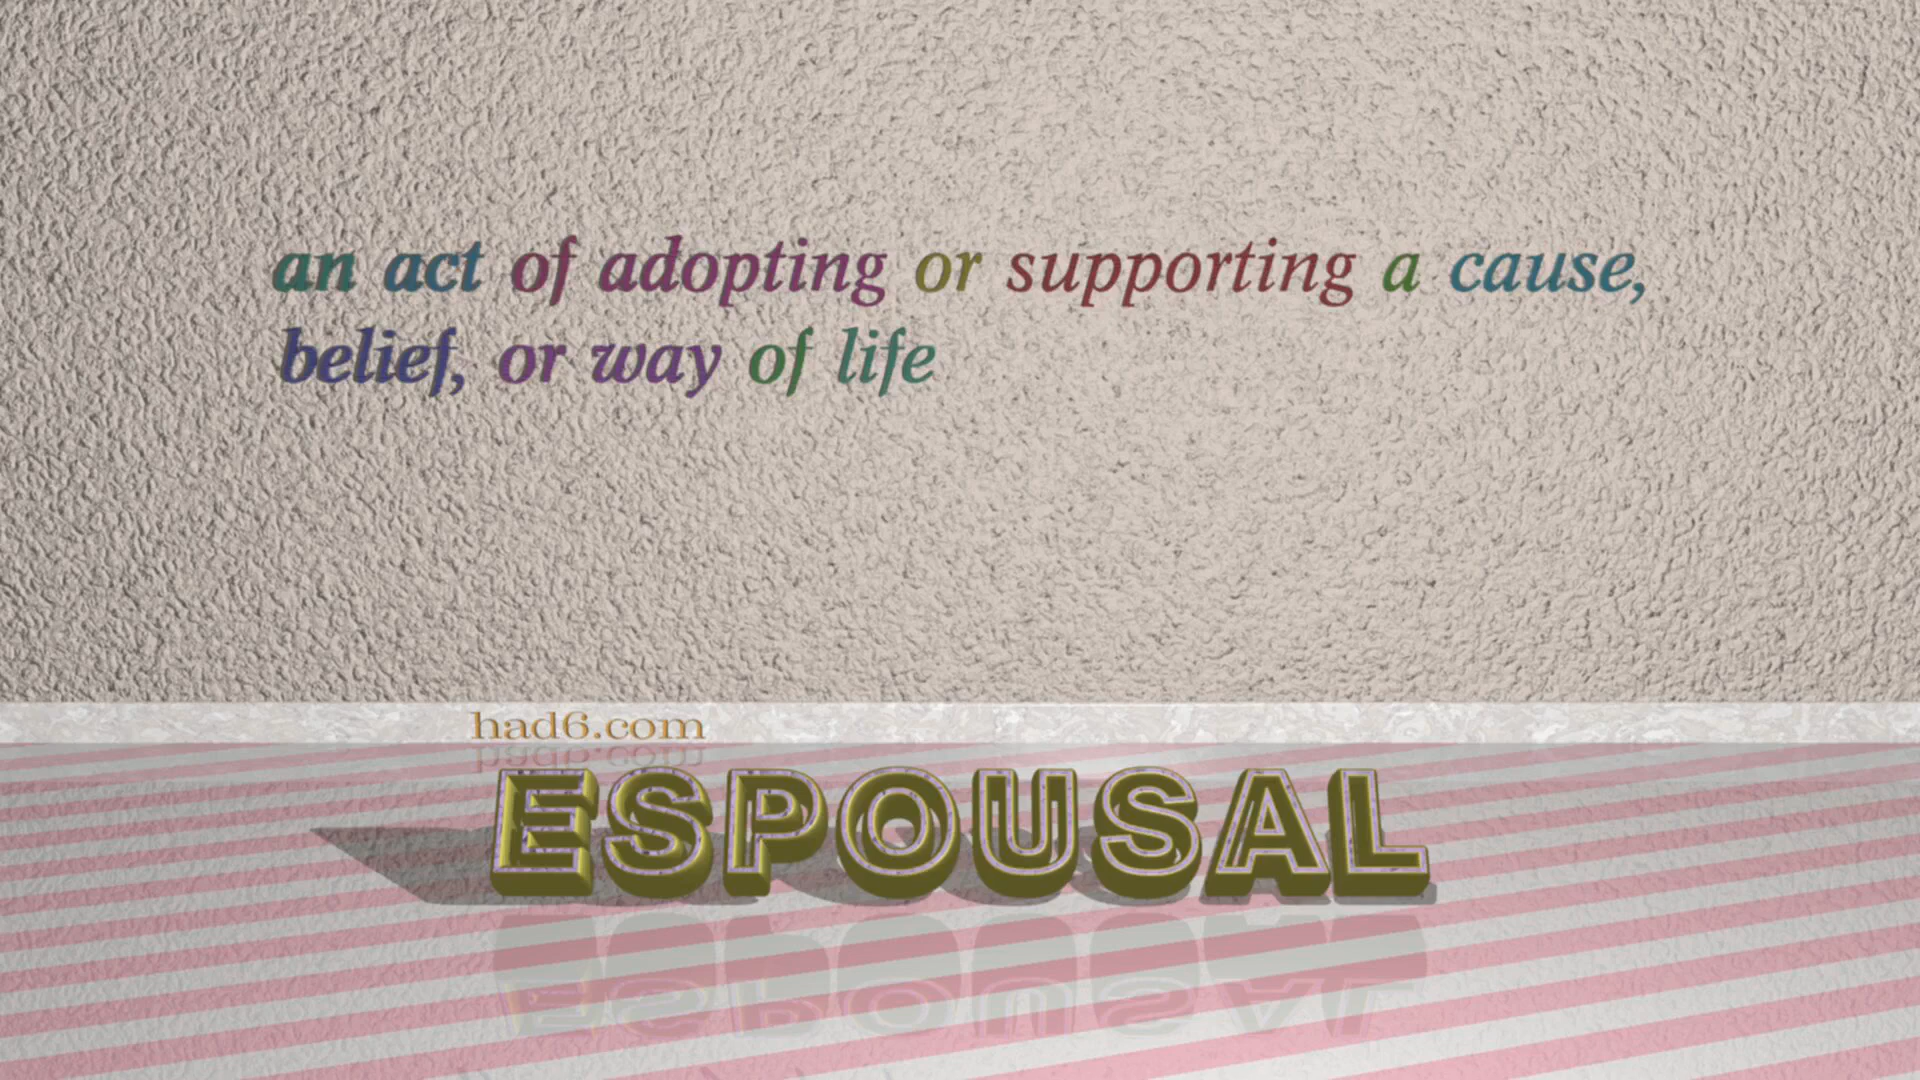 an act of adopting or supporting a cause,
belief, or way of life
had6.com
ESPOUSAL